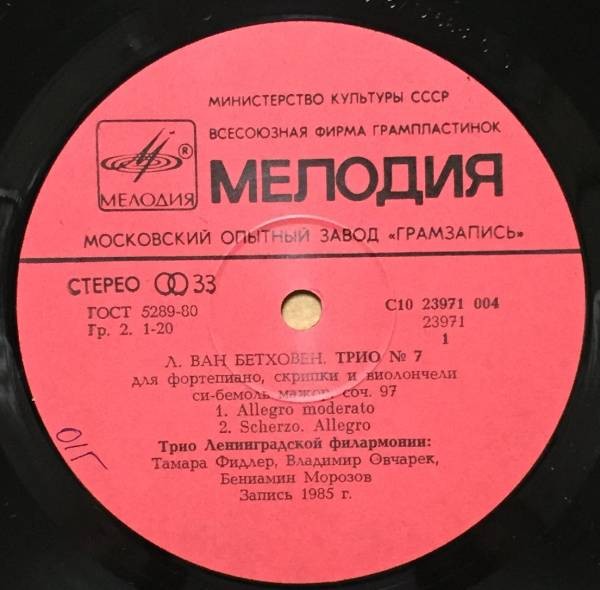 МИНИСТЕРСТВО КУЛЬТУРЫ СССР
ВСЕСОЮЗНАЯ ФИРМА ГРАМПЛАСТИНОК
®
МЕЛОДИЯ
МЕЛОДИЯ
МОСКОВСКИЙ ОПЫТНЫЙ ЗАВОД «ГРАМЗАПИСЬ»
СТЕРЕО 33
ГОСТ 5289-80
Гр. 2. 1-20
С10 23971 004
23971
1
Л. ВАН БЕТХОВЕН. ТРИО № 7
для фортепиано, скрипки и виолончели
си-бемоль мажор, соч. 97
1. Allegro moderato
2. Scherzo. Allegro
Трио Ленинградской филармонии:
Тамара Фидлер, Владимир Овчарек,
Бениамин Морозов
Запись 1985 г.